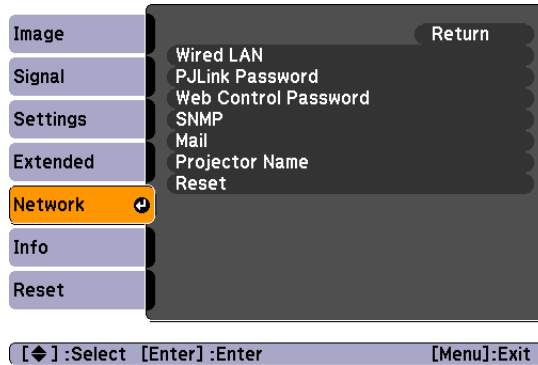 Image
Signal
Settings
Extended
Network
Info
Reset
Return
Wired LAN
PJLink Password
Web Control Password
SNMP
Mail
Projector Name
Reset
[◆] :Select [Enter] :Enter [Menu]:Exit